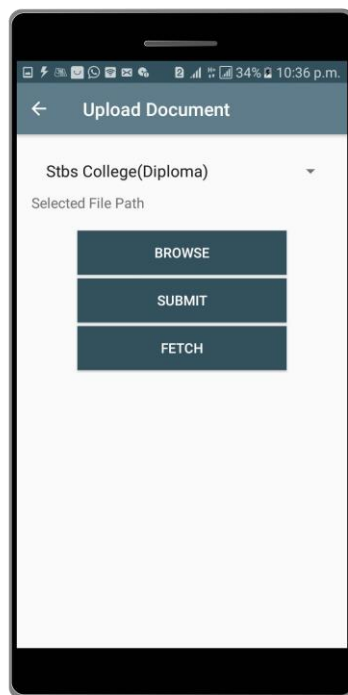 34% 10:36 p.m.
Upload Document
Stbs College(Diploma)
Selected File Path
BROWSE
SUBMIT
FETCH